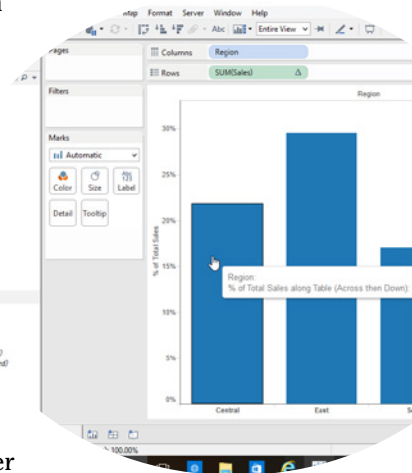 Map Format Server Window Help
Abc Entire View
Pages
Columns Region
Rows SUM(Sales) Δ
Filters
Region
Marks
Automatic
Color Size Label
Detail Tooltip
30%
20%
15%
10%
5%
0%
% of Total Sales
Region:
% of Total Sales along Table (Across then Down):
Central East
100.00%
er